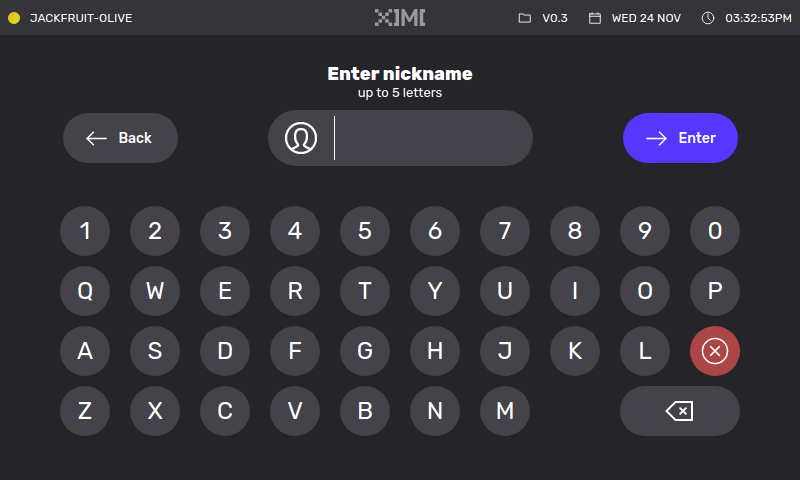 JACKFRUIT-OLIVE
XIMI
V0.3
WED 24 NOV
03:32:53PM
Enter nickname
up to 5 letters
Back
Enter
1 2 3 4 5 6 7 8 9 0
Q W E R T Y U I O P
A S D F G H J K L
Z X C V B N M